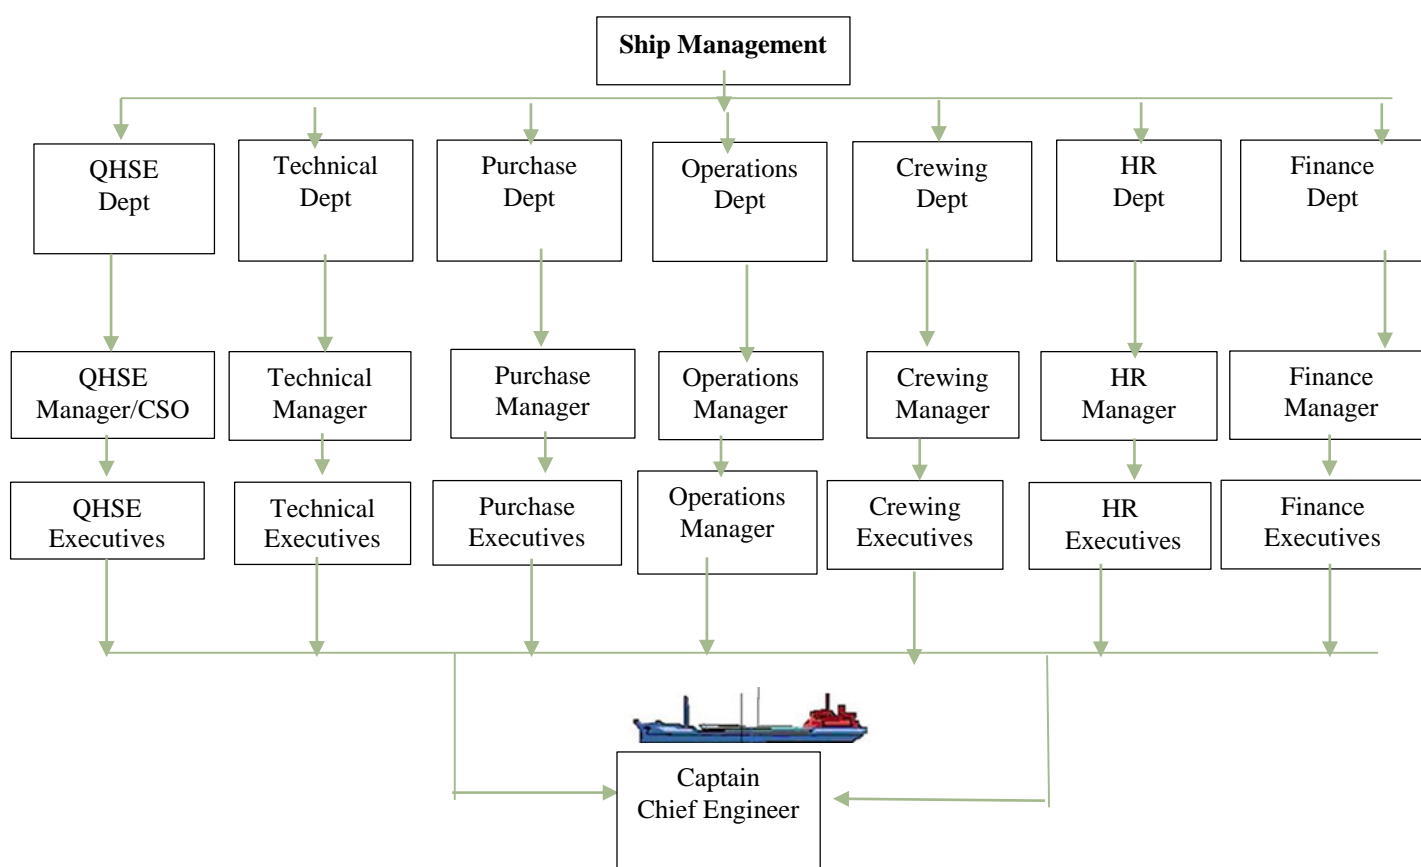 Ship Management
QHSE
Dept
Technical
Dept
Purchase
Dept
Operations
Dept
Crewing
Dept
HR
Dept
Finance
Dept
QHSE
Manager/CSO
Technical
Manager
Purchase
Manager
Operations
Manager
Crewing
Manager
HR
Manager
Finance
Manager
QHSE
Executives
Technical
Executives
Purchase
Executives
Operations
Manager
Crewing
Executives
HR
Executives
Finance
Executives
Captain
Chief Engineer